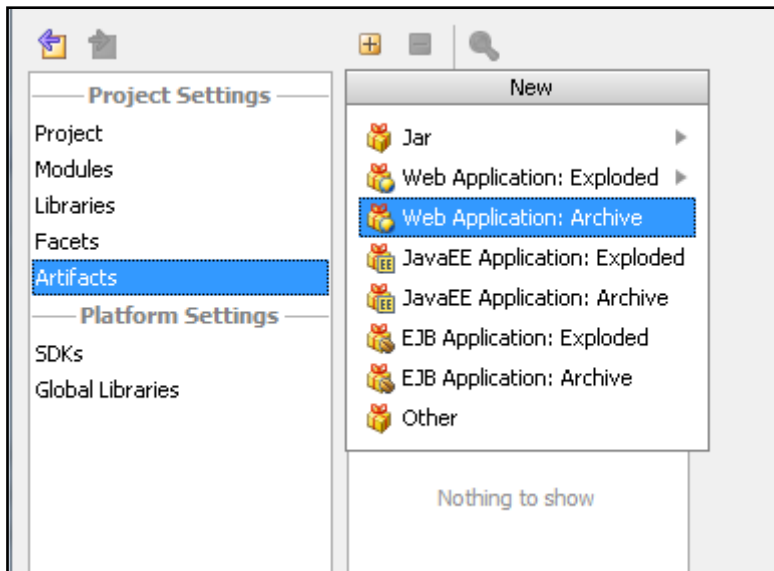 Project Settings
Project
Modules
Libraries
Facets
Artifacts
Platform Settings
SDKs
Global Libraries
New
Jar
Web Application: Exploded
Web Application: Archive
JavaEE Application: Exploded
JavaEE Application: Archive
EJB Application: Exploded
EJB Application: Archive
Other
Nothing to show